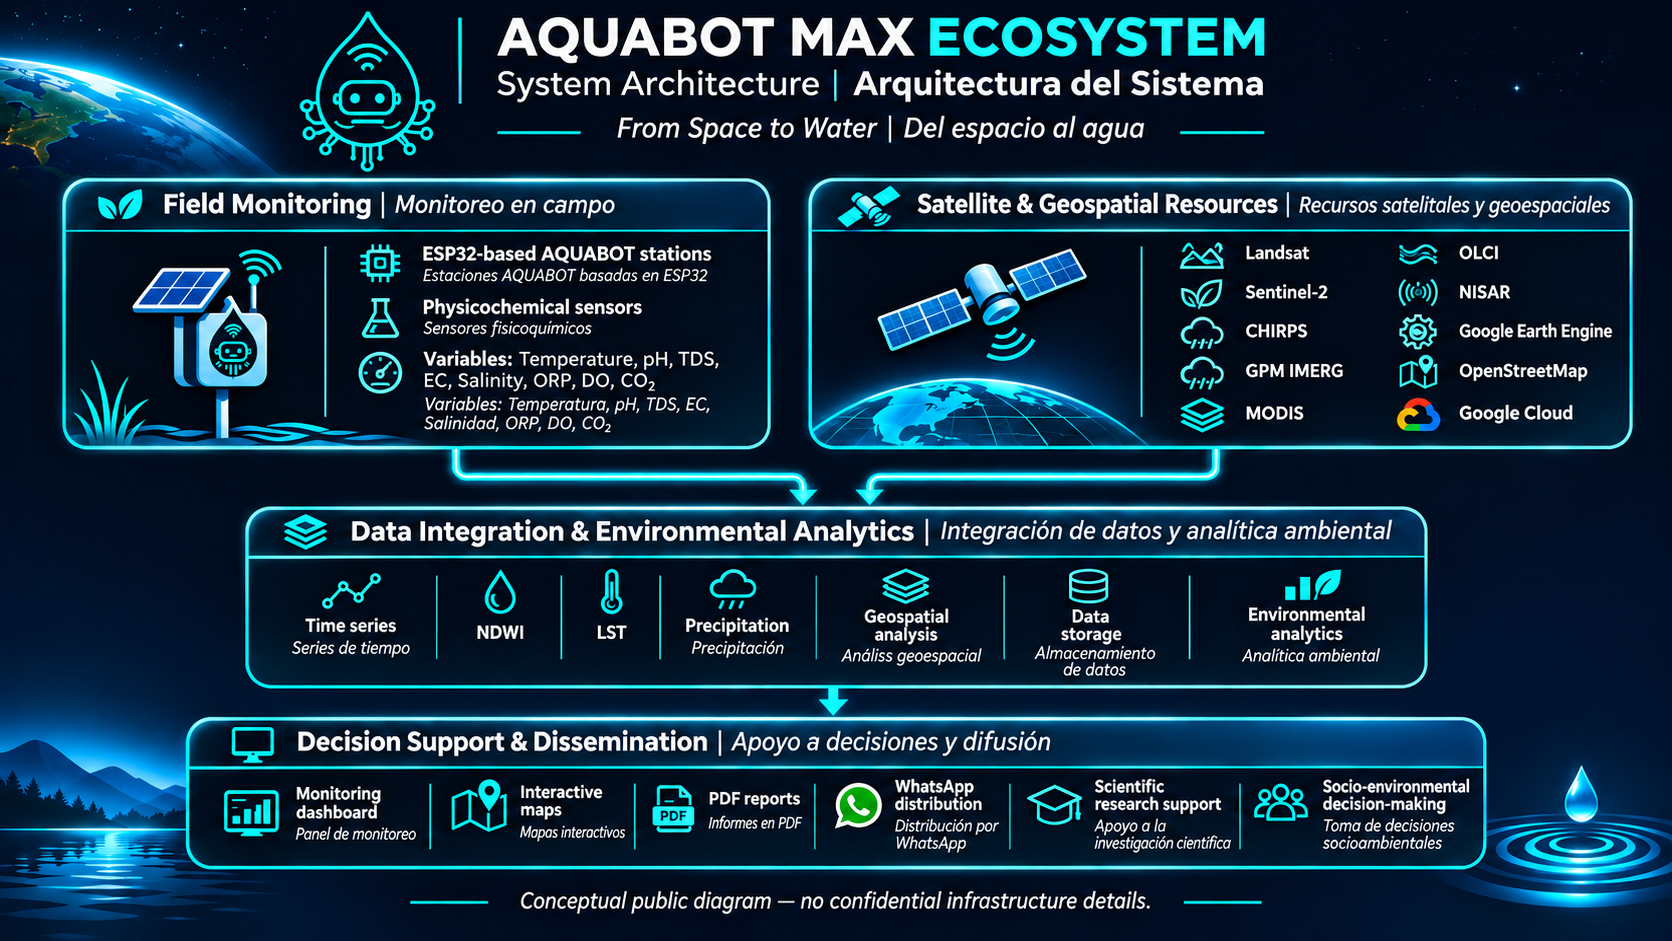 AQUABOT MAX ECOSYSTEM
System Architecture | Arquitectura del Sistema
From Space to Water | Del espacio al agua
Field Monitoring | Monitoreo en campo
ESP32-based AQUABOT stations
Estaciones AQUABOT basadas en ESP32
Physicochemical sensors
Sensores fisicoquímicos
Variables: Temperature, pH, TDS,
EC, Salinity, ORP, DO, CO₂
Variables: Temperatura, pH, TDS, EC,
Salinidad, ORP, DO, CO₂
Satellite & Geospatial Resources | Recursos satelitales y geoespaciales
Landsat
Sentinel-2
CHIRPS
GPM IMERG
MODIS
OLCI
NISAR
Google Earth Engine
OpenStreetMap
Google Cloud
Data Integration & Environmental Analytics | Integración de datos y analítica ambiental
Time series
Series de tiempo
NDWI
LST
Precipitation
Precipitación
Geospatial
analysis
Análiss geoespacial
Data
storage
Almacenamiento
de datos
Environmental
analytics
Analítica ambiental
Decision Support & Dissemination | Apoyo a decisiones y difusión
Monitoring
dashboard
Panel de monitoreo
Interactive
maps
Mapas interactivos
PDF
PDF reports
Informes en PDF
WhatsApp
distribution
Distribución por
WhatsApp
Scientific
research support
Apoyo a la
investigación científica
Socio-environmental
decision-making
Toma de decisiones
socioambientales
Conceptual public diagram — no confidential infrastructure details.